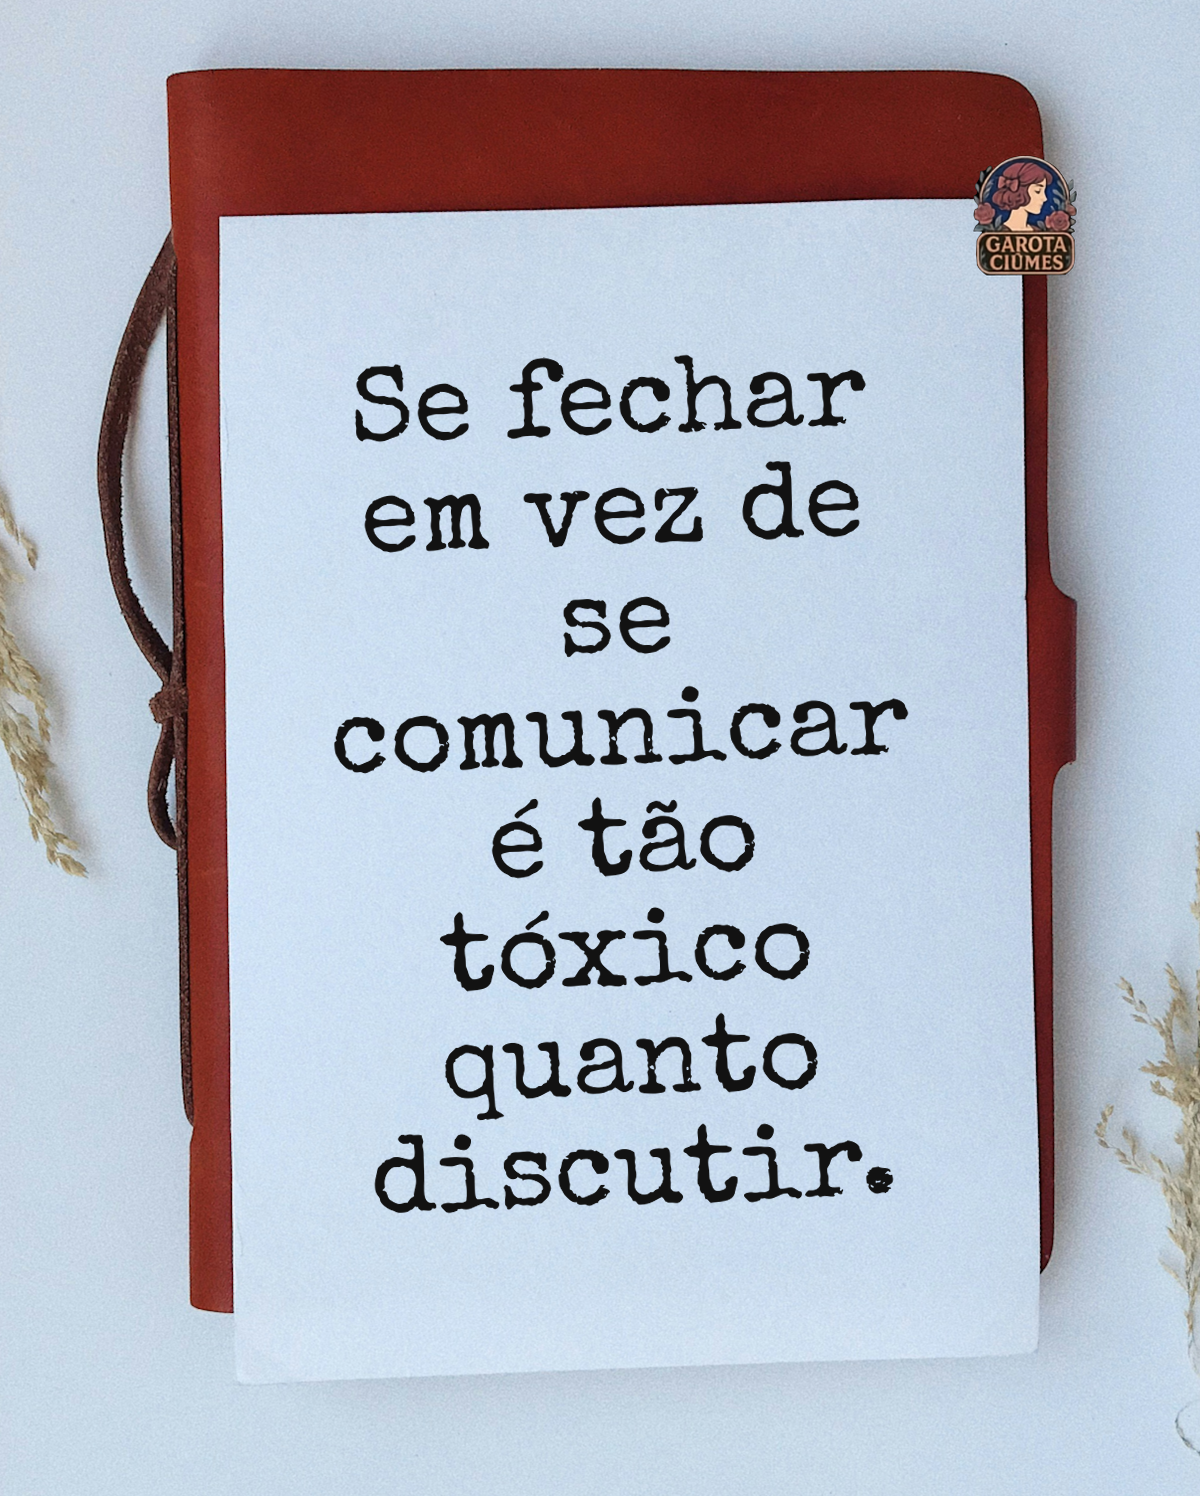 GAROTA
CIÚMES
Se fechar
em vez de
se
comunicar
é tão
tóxico
quanto
discutir.